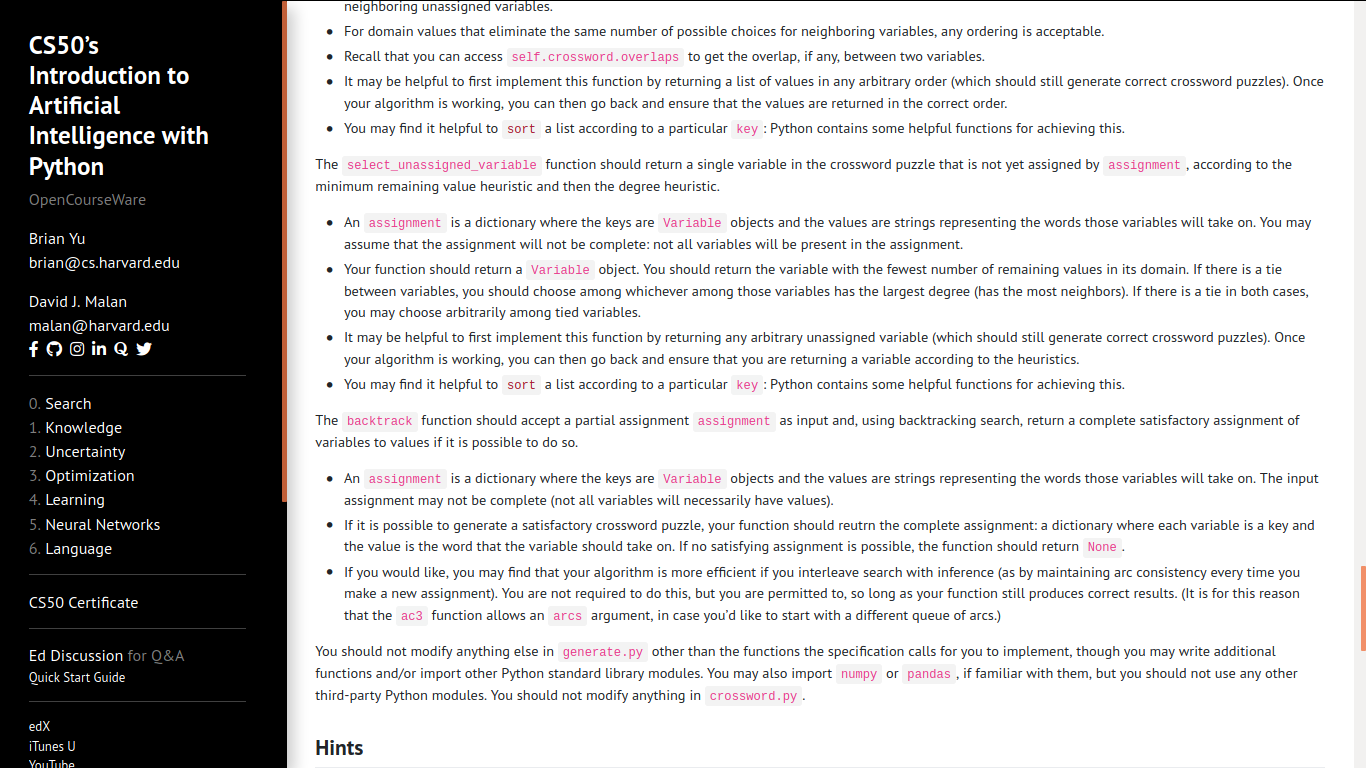 CS50’s
Introduction to
Artificial
Intelligence with
Python
OpenCourseWare
Brian Yu
brian@cs.harvard.edu
David J. Malan
malan@harvard.edu
0. Search
1. Knowledge
2. Uncertainty
3. Optimization
4. Learning
5. Neural Networks
6. Language
CS50 Certificate
Ed Discussion for Q&A
Quick Start Guide
edX
iTunes U
YouTube
neighboring unassigned variables.
• For domain values that eliminate the same number of possible choices for neighboring variables, any ordering is acceptable.
• Recall that you can access self.crossword.overlaps to get the overlap, if any, between two variables.
• It may be helpful to first implement this function by returning a list of values in any arbitrary order (which should still generate correct crossword puzzles). Once
your algorithm is working, you can then go back and ensure that the values are returned in the correct order.
• You may find it helpful to sort a list according to a particular key: Python contains some helpful functions for achieving this.
The select_unassigned_variable function should return a single variable in the crossword puzzle that is not yet assigned by assignment, according to the
minimum remaining value heuristic and then the degree heuristic.
• An assignment is a dictionary where the keys are Variable objects and the values are strings representing the words those variables will take on. You may
assume that the assignment will not be complete: not all variables will be present in the assignment.
• Your function should return a Variable object. You should return the variable with the fewest number of remaining values in its domain. If there is a tie
between variables, you should choose among whichever among those variables has the largest degree (has the most neighbors). If there is a tie in both cases,
you may choose arbitrarily among tied variables.
• It may be helpful to first implement this function by returning any arbitrary unassigned variable (which should still generate correct crossword puzzles). Once
your algorithm is working, you can then go back and ensure that you are returning a variable according to the heuristics.
• You may find it helpful to sort a list according to a particular key: Python contains some helpful functions for achieving this.
The backtrack function should accept a partial assignment assignment as input and, using backtracking search, return a complete satisfactory assignment of
variables to values if it is possible to do so.
• An assignment is a dictionary where the keys are Variable objects and the values are strings representing the words those variables will take on. The input
assignment may not be complete (not all variables will necessarily have values).
• If it is possible to generate a satisfactory crossword puzzle, your function should reutrn the complete assignment: a dictionary where each variable is a key and
the value is the word that the variable should take on. If no satisfying assignment is possible, the function should return None.
• If you would like, you may find that your algorithm is more efficient if you interleave search with inference (as by maintaining arc consistency every time you
make a new assignment). You are not required to do this, but you are permitted to, so long as your function still produces correct results. (It is for this reason
that the ac3 function allows an arcs argument, in case you’d like to start with a different queue of arcs.)
You should not modify anything else in generate.py other than the functions the specification calls for you to implement, though you may write additional
functions and/or import other Python standard library modules. You may also import numpy or pandas, if familiar with them, but you should not use any other
third-party Python modules. You should not modify anything in crossword.py.
Hints